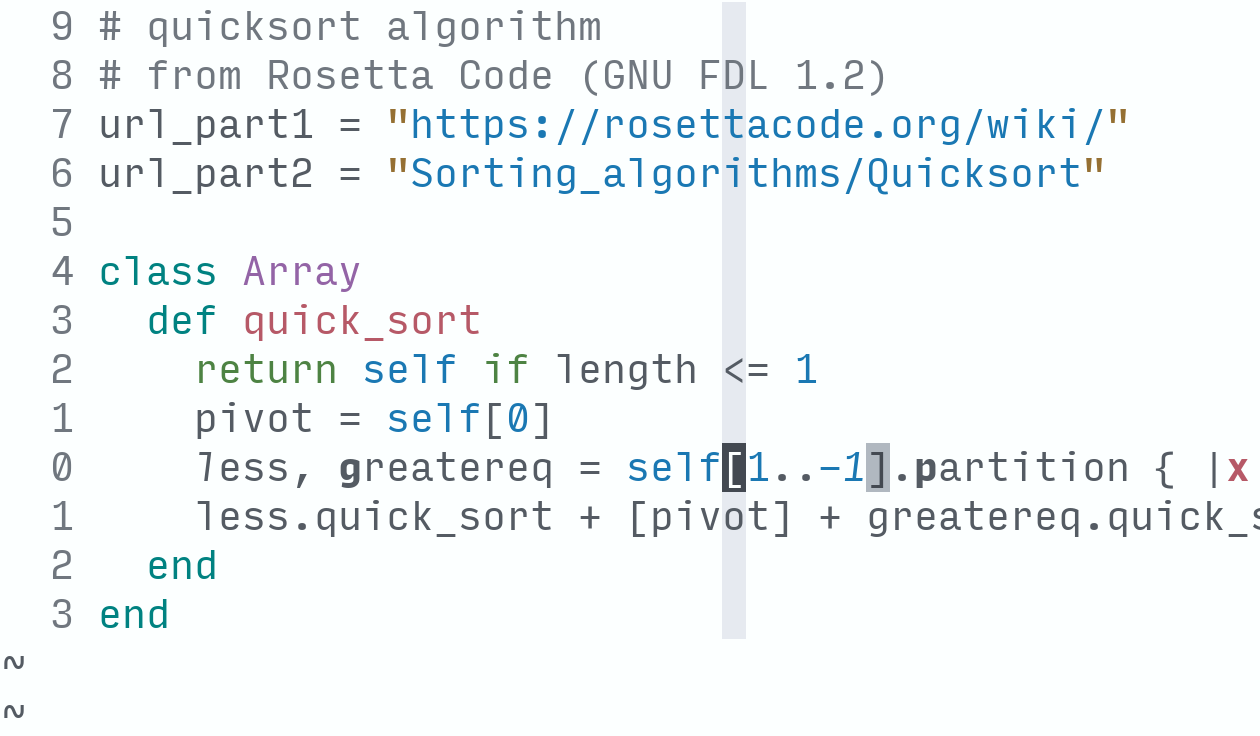 9 # quicksort algorithm
8 # from Rosetta Code (GNU FDL 1.2)
7 url_part1 = "https://rosettacode.org/wiki/"
6 url_part2 = "Sorting_algorithms/Quicksort"
5
4 class Array
3   def quick_sort
2     return self if length <= 1
1     pivot = self[0]
0     less, greatereq = self[1..-1].partition { |x
1     less.quick_sort + [pivot] + greatereq.quick_s
2   end
3 end
~
~